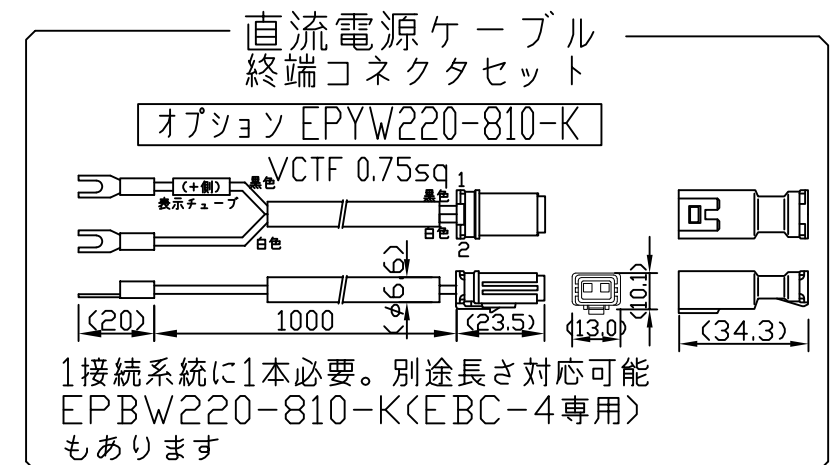 直流電源ケーブル
終端コネクタセット
オプション EPYW220-810-K
VCTF 0.75sq
(+側)
黒色
表示チューブ
白色
黒色
1
白色
2
(20)
1000
(φ6.6)
(23.5)
(13.0)
(10.1)
(34.3)
1接続系統に1本必要。別途長さ対応可能
EPBW220-810-K(EBC-4専用)
もあります